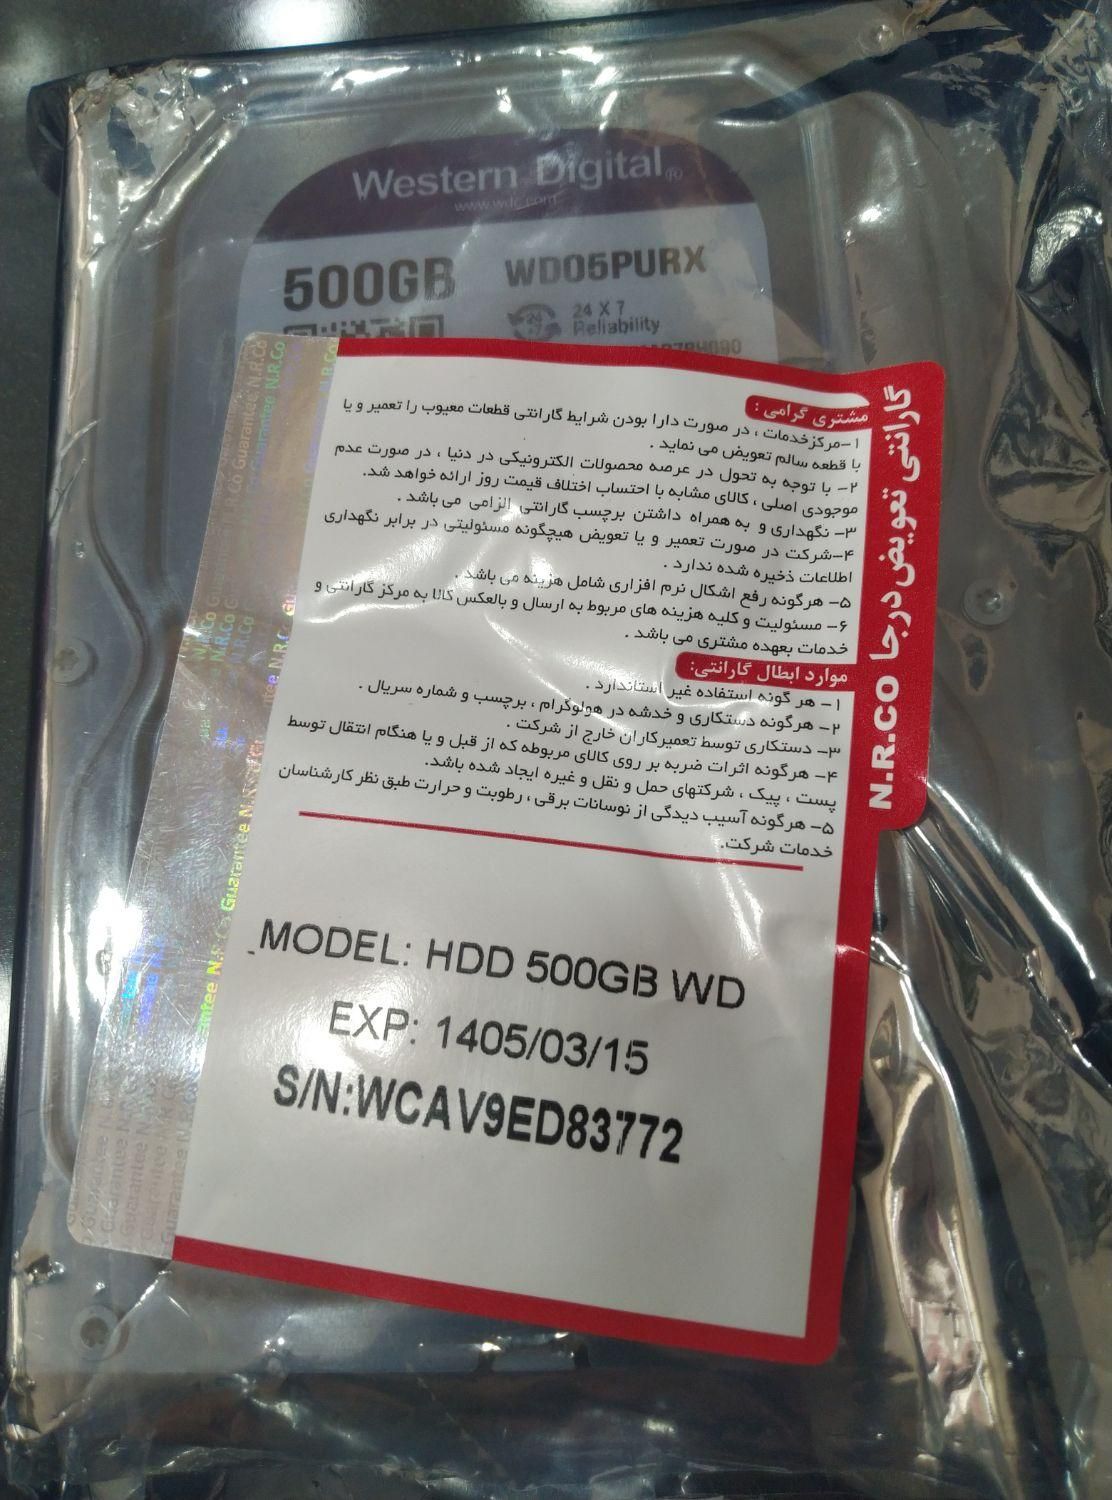 Western Digital®
www.wdc.com
500GB
WD05PURX
24 X 7
Reliability
گارانتی تعویض درجا N.R.co
مشتری گرامی :
۱-مرکزخدمات ، در صورت دارا بودن شرایط گارانتی قطعات معیوب را تعمیر و یا
با قطعه سالم تعویض می نماید .
۲- با توجه به تحول در عرصه محصولات الکترونیکی در دنیا ، در صورت عدم
موجودی اصلی ، کالای مشابه با احتساب اختلاف قیمت روز ارائه خواهد شد.
۳- نگهداری و به همراه داشتن برچسب گارانتی الزامی می باشد .
۴-شرکت در صورت تعمیر و یا تعویض هیچگونه مسئولیتی در برابر نگهداری
اطلاعات ذخیره شده ندارد .
۵- هرگونه رفع اشکال نرم افزاری شامل هزینه می باشد .
۶- مسئولیت و کلیه هزینه های مربوط به ارسال و بالعکس کالا به مرکز گارانتی و
خدمات بعهده مشتری می باشد .
موارد ابطال گارانتی:
۱- هر گونه استفاده غیر استاندارد .
۲- هرگونه دستکاری و خدشه در هولوگرام ، برچسب و شماره سریال .
۳- دستکاری توسط تعمیرکاران خارج از شرکت .
۴- هرگونه اثرات ضربه بر روی کالای مربوطه که از قبل و یا هنگام انتقال توسط
پست ، پیک ، شرکتهای حمل و نقل و غیره ایجاد شده باشد.
۵- هرگونه آسیب دیدگی از نوسانات برقی ، رطوبت و حرارت طبق نظر کارشناسان
خدمات شرکت.
MODEL: HDD 500GB WD
EXP: 1405/03/15
S/N:WCAV9ED83772
Guarantee N.R.Co